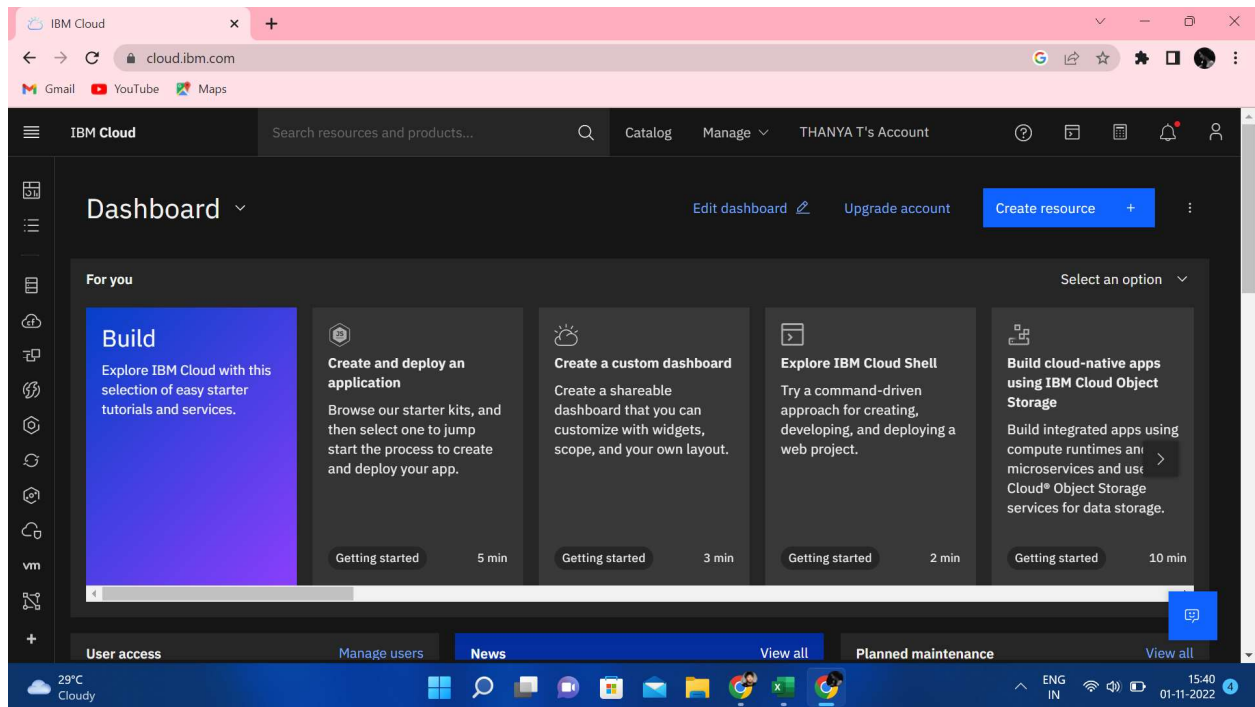 IBM Cloud
cloud.ibm.com
Gmail YouTube Maps
IBM Cloud Search resources and products... Catalog Manage THANYA T's Account
Dashboard Edit dashboard Upgrade account Create resource +
For you Select an option
Build
Explore IBM Cloud with this
selection of easy starter
tutorials and services.
JS
Create and deploy an
application
Browse our starter kits, and
then select one to jump
start the process to create
and deploy your app.
Getting started 5 min
Create a custom dashboard
Create a shareable
dashboard that you can
customize with widgets,
scope, and your own layout.
Getting started 3 min
Explore IBM Cloud Shell
Try a command-driven
approach for creating,
developing, and deploying a
web project.
Getting started 2 min
Build cloud-native apps
using IBM Cloud Object
Storage
Build integrated apps using
compute runtimes an
microservices and us
Cloud® Object Storage
services for data storage.
Getting started 10 min
cf
vm
User access Manage users
News View all
Planned maintenance View all
29°C
Cloudy
ENG
IN
15:40
01-11-2022
4